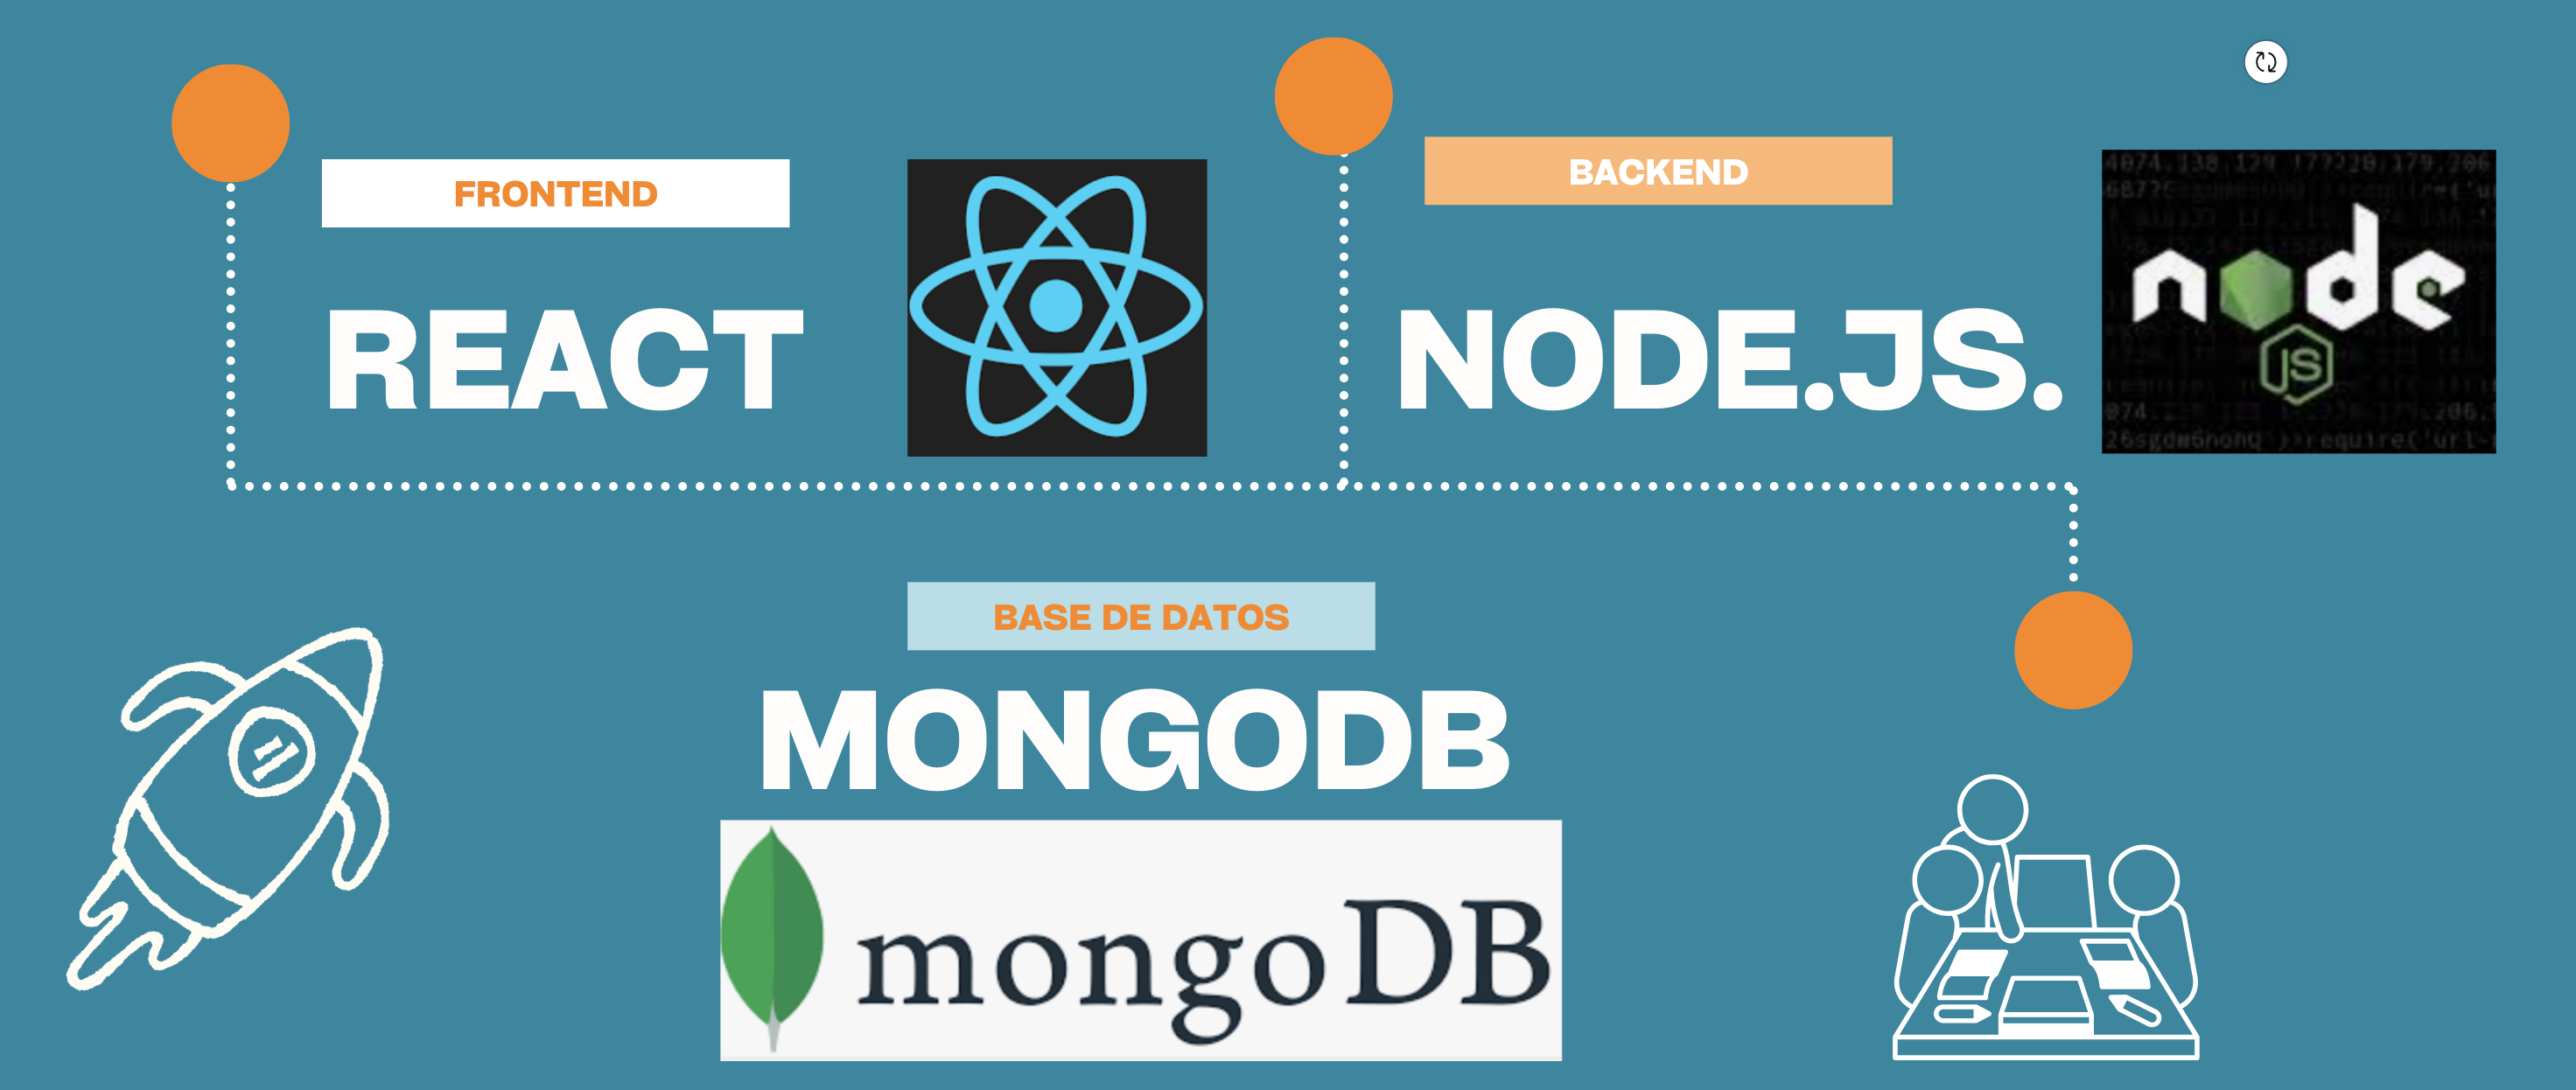 FRONTEND
REACT
BACKEND
NODE.JS.
node
JS
BASE DE DATOS
MONGODB
mongoDB